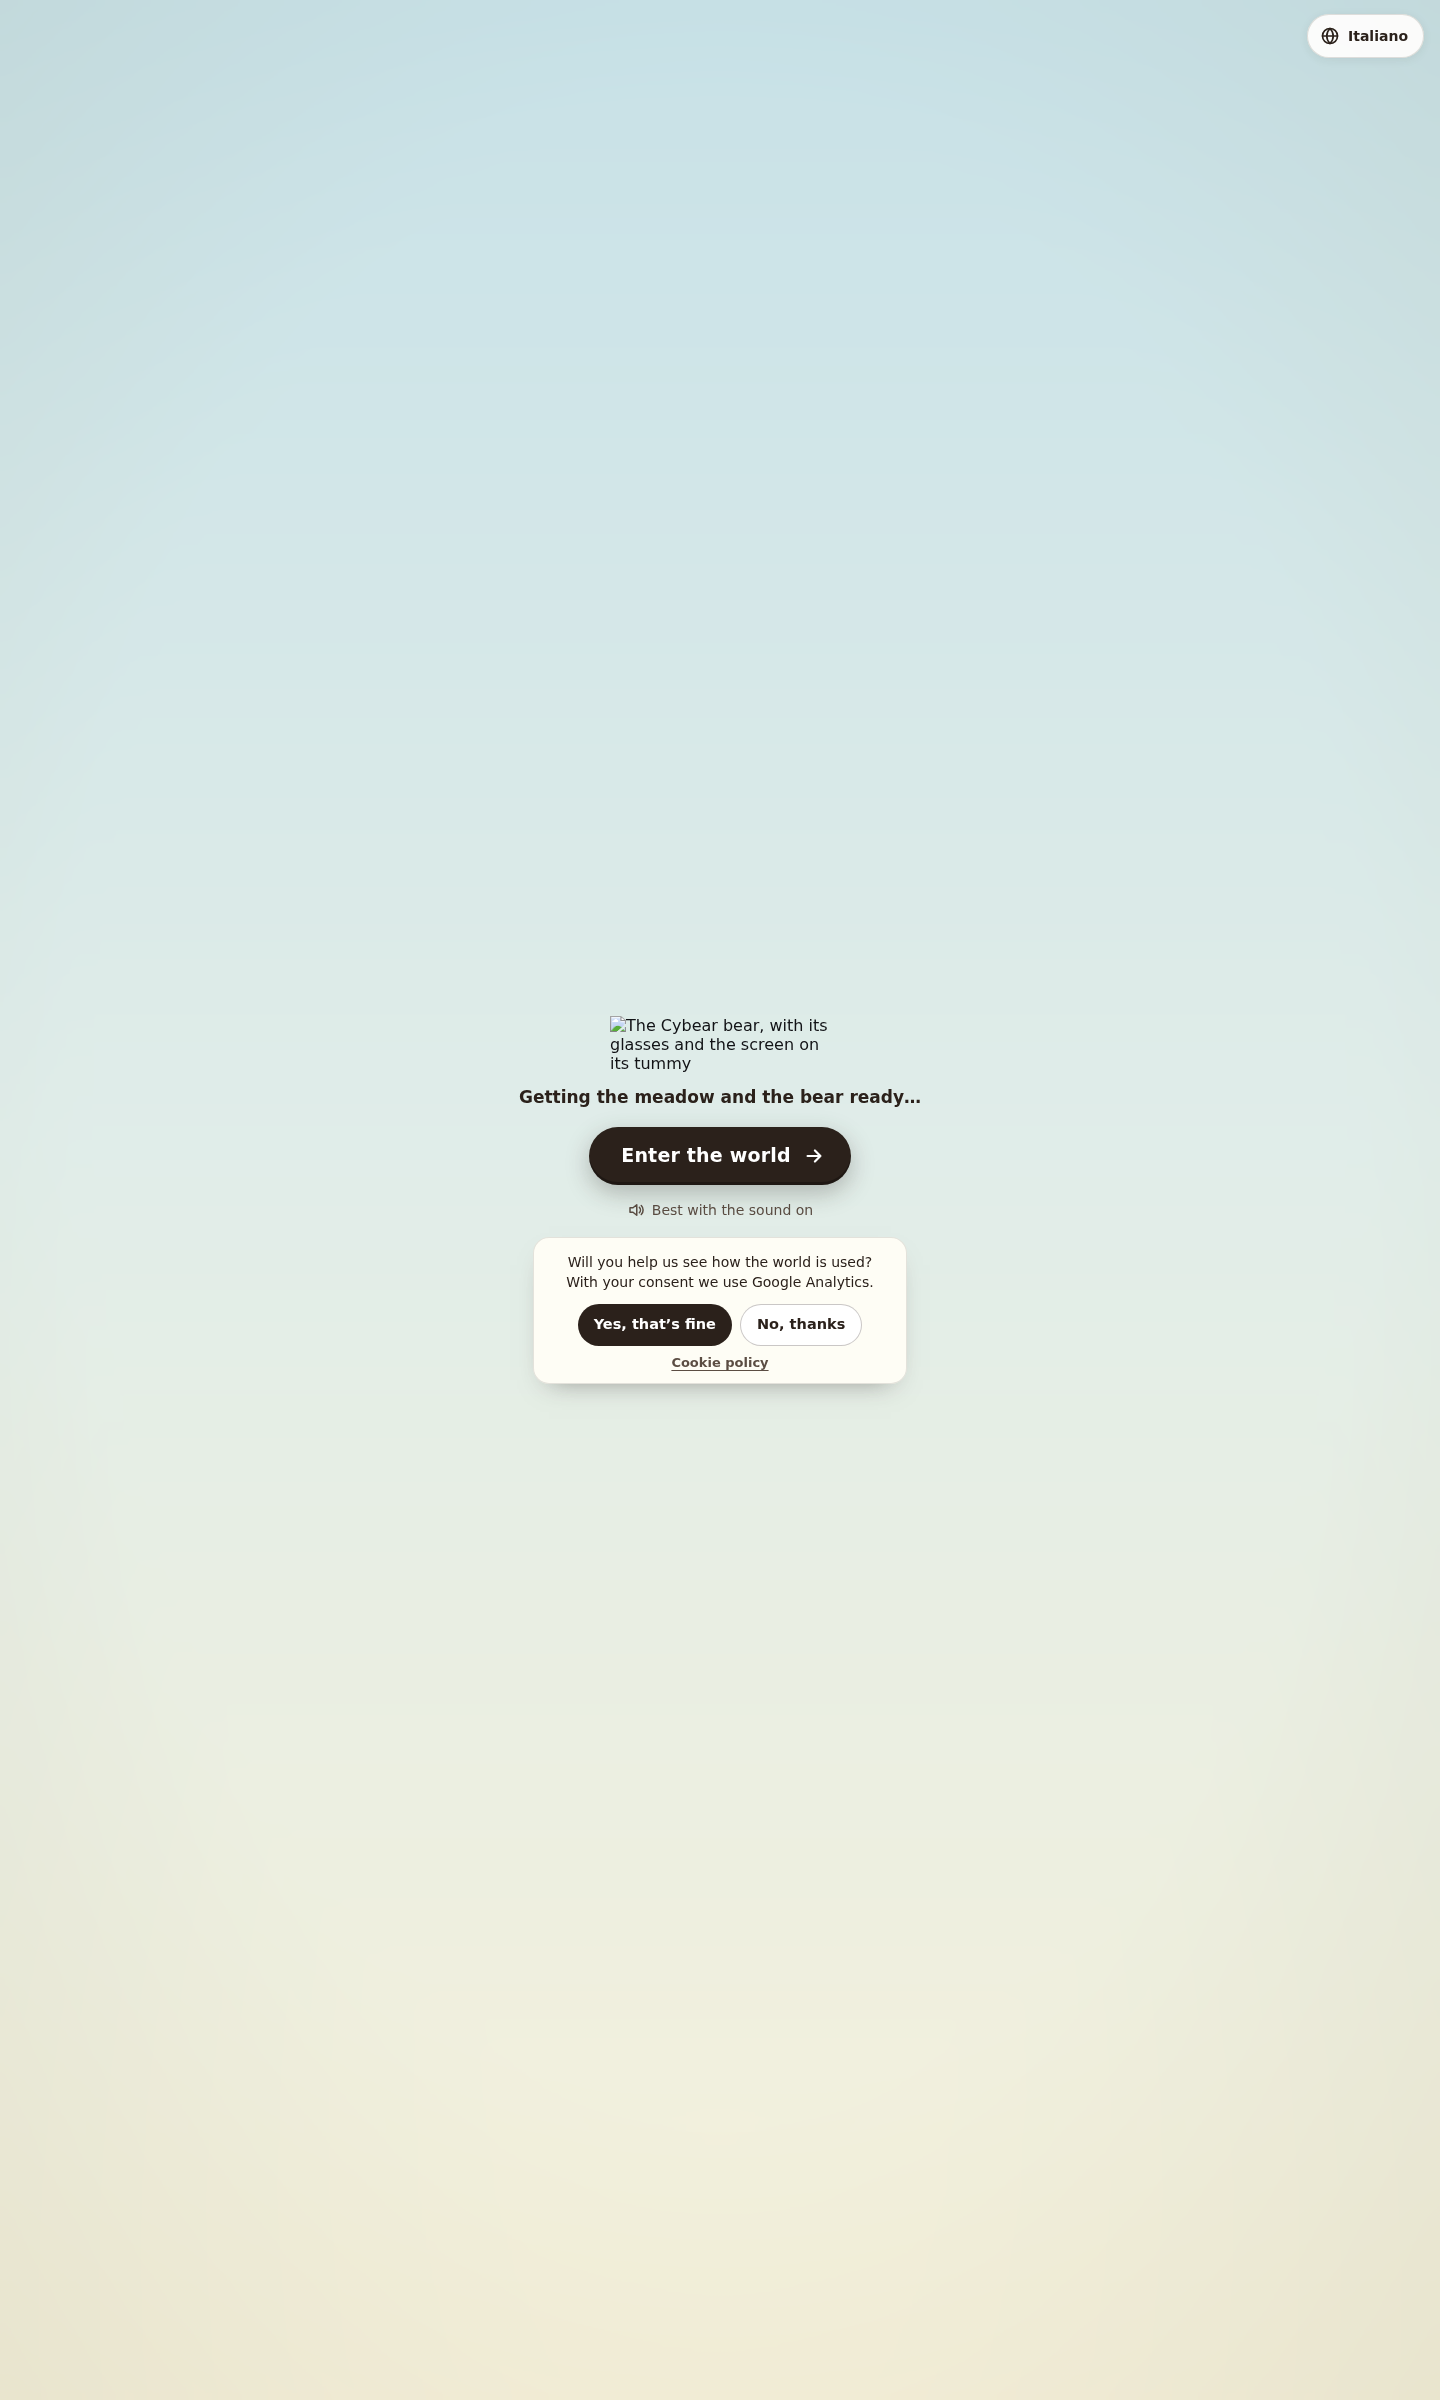 Italiano
The Cybear bear, with its
glasses and the screen on
its tummy
Getting the meadow and the bear ready…
Enter the world
Best with the sound on
Will you help us see how the world is used?
With your consent we use Google Analytics.
Yes, that’s fine
No, thanks
Cookie policy